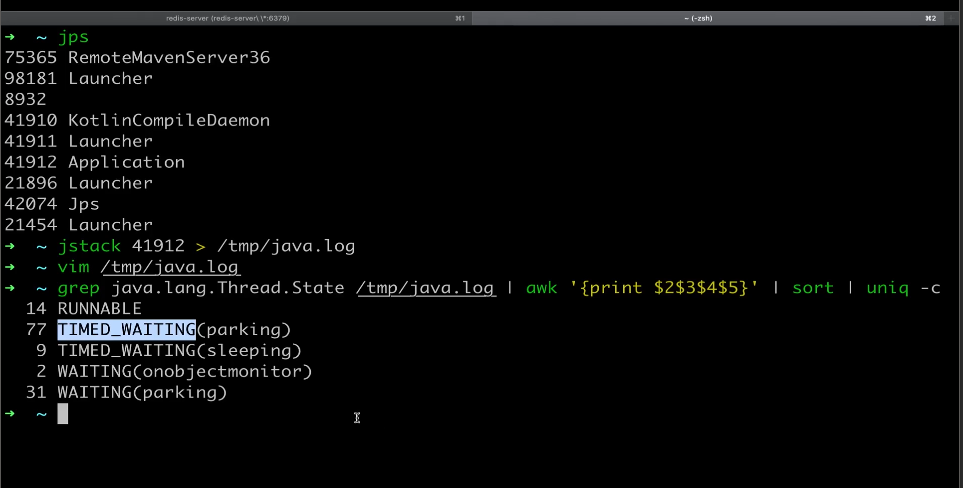 redis-server (redis-server\ \*:6379) ⌘1 ~ (-zsh) ⌘2
➜ ~ jps
75365 RemoteMavenServer36
98181 Launcher
8932
41910 KotlinCompileDaemon
41911 Launcher
41912 Application
21896 Launcher
42074 Jps
21454 Launcher
➜ ~ jstack 41912 > /tmp/java.log
➜ ~ vim /tmp/java.log
➜ ~ grep java.lang.Thread.State /tmp/java.log | awk '{print $2$3$4$5}' | sort | uniq -c
14 RUNNABLE
77 TIMED_WAITING(parking)
9 TIMED_WAITING(sleeping)
2 WAITING(onobjectmonitor)
31 WAITING(parking)
➜ ~